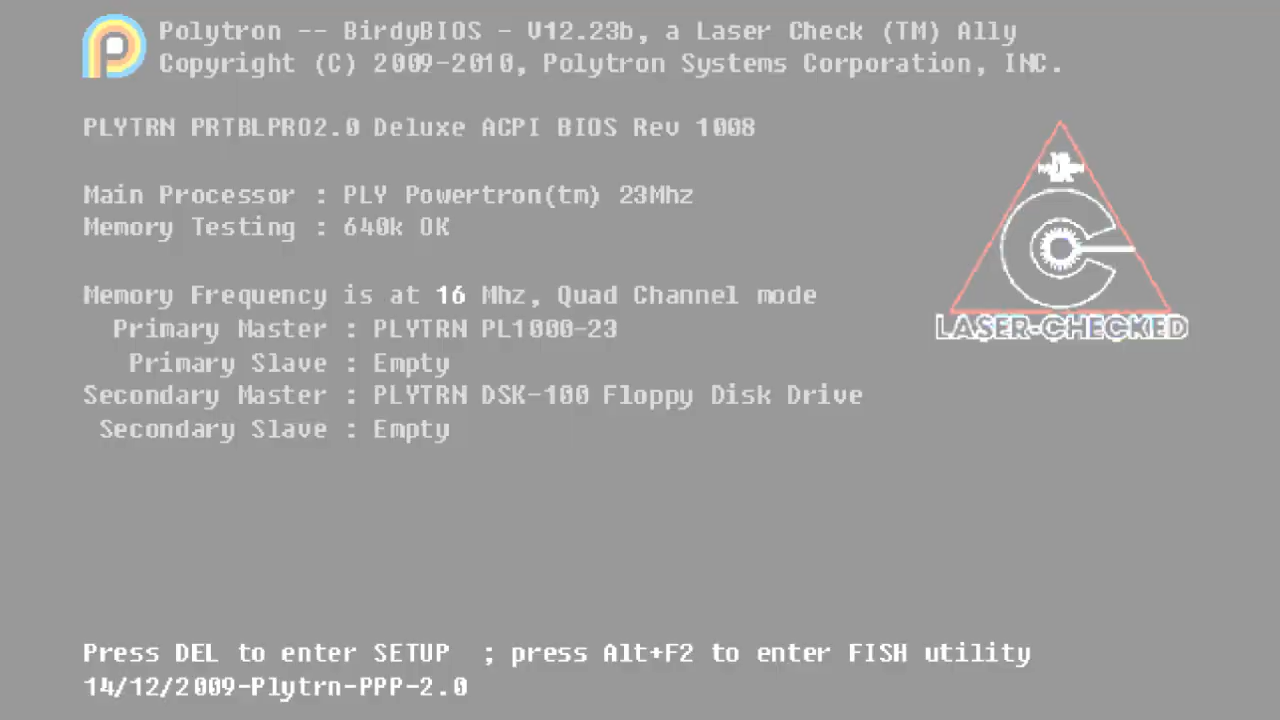 Polytron -- BirdyBIOS - V12.23b, a Laser Check (TM) Ally
Copyright (C) 2009-2010, Polytron Systems Corporation, INC.
PLYTRN PRTBLPRO2.0 Deluxe ACPI BIOS Rev 1008
Main Processor : PLY Powertron(tm) 23Mhz
Memory Testing : 640k OK
Memory Frequency is at 16 Mhz, Quad Channel mode
Primary Master : PLYTRN PL1000-23
Primary Slave : Empty
Secondary Master : PLYTRN DSK-100 Floppy Disk Drive
Secondary Slave : Empty
LASER-CHECKED
Press DEL to enter SETUP ; press Alt+F2 to enter FISH utility
14/12/2009-Plytrn-PPP-2.0